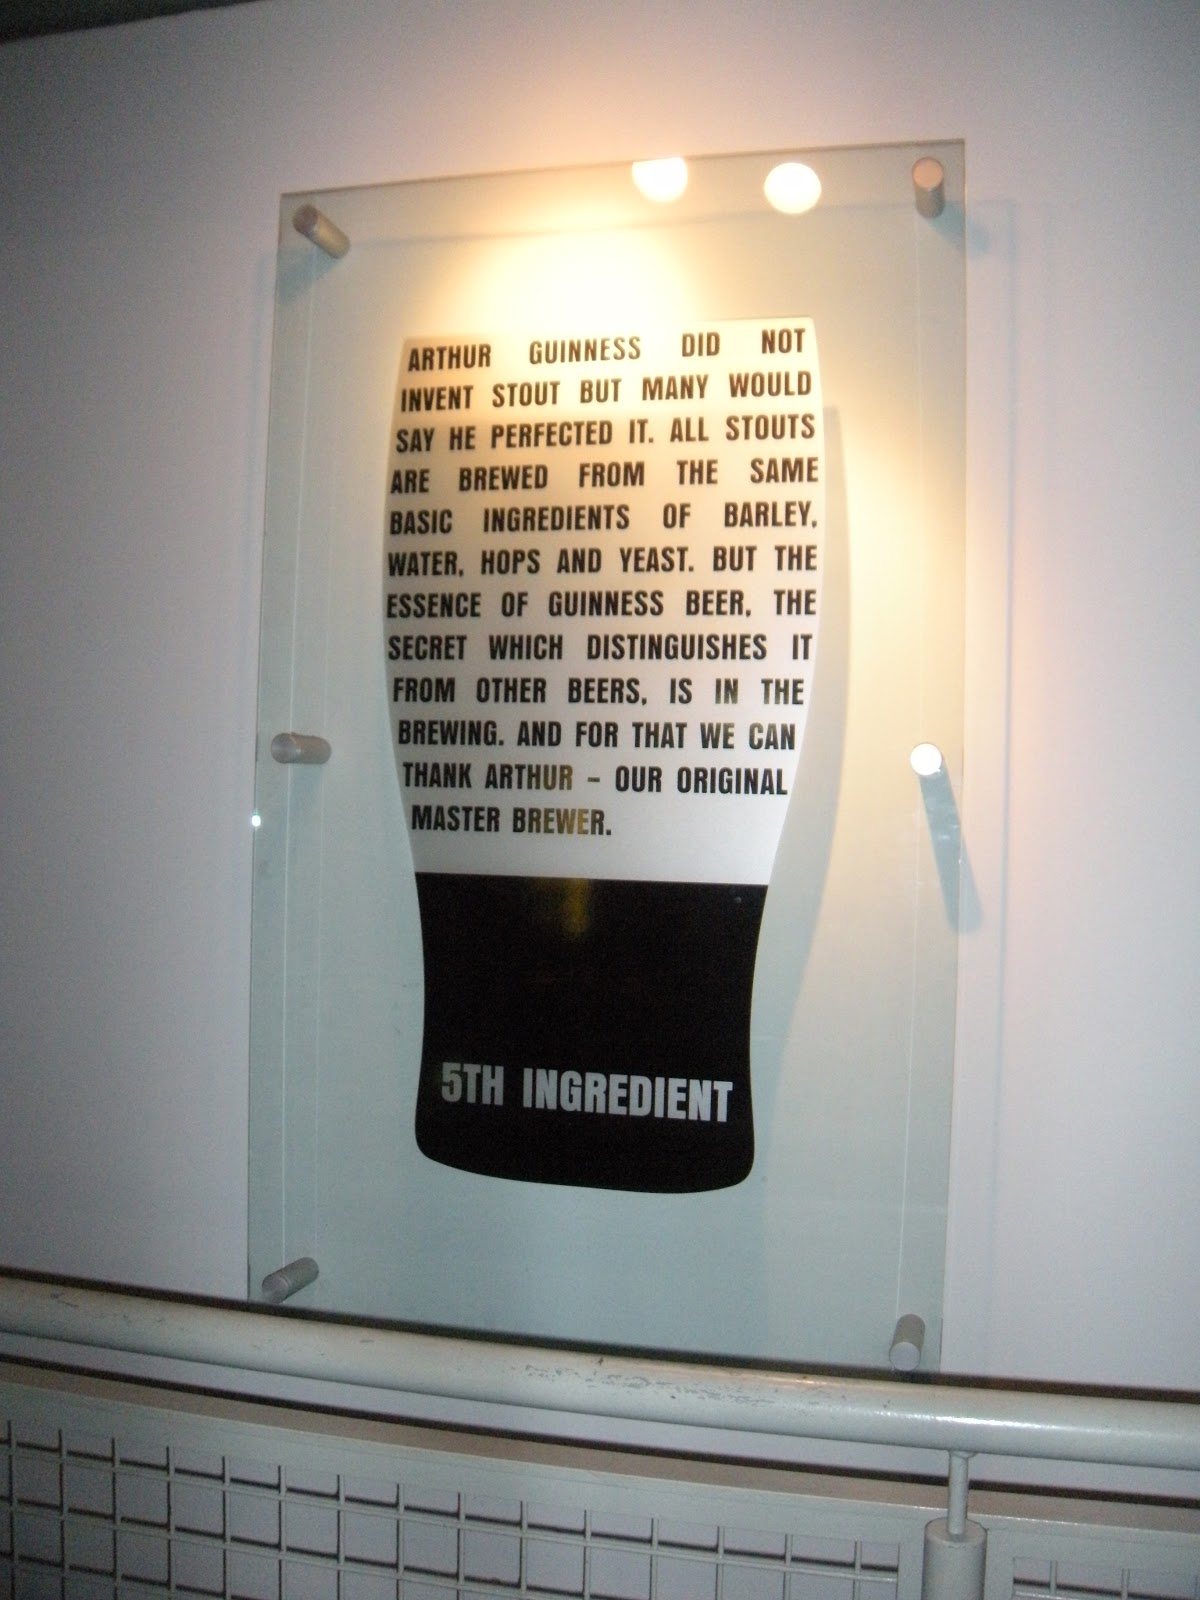 ARTHUR GUINNESS DID NOT
INVENT STOUT BUT MANY WOULD
SAY HE PERFECTED IT. ALL STOUTS
ARE BREWED FROM THE SAME
BASIC INGREDIENTS OF BARLEY,
WATER, HOPS AND YEAST. BUT THE
ESSENCE OF GUINNESS BEER, THE
SECRET WHICH DISTINGUISHES IT
FROM OTHER BEERS, IS IN THE
BREWING. AND FOR THAT WE CAN
THANK ARTHUR – OUR ORIGINAL
MASTER BREWER.
5TH INGREDIENT